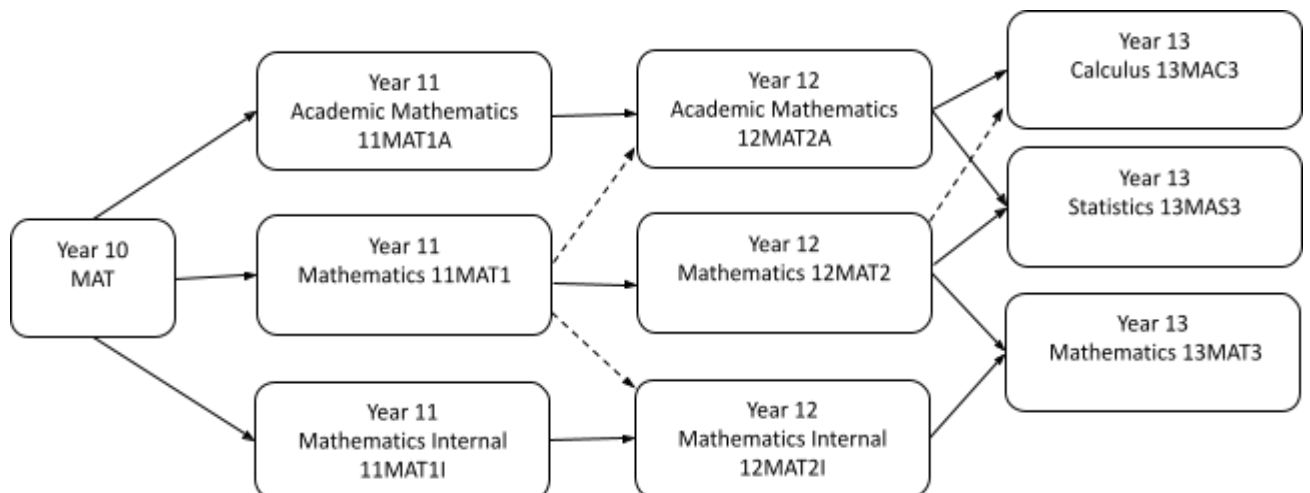 Year 10
MAT
Year 11
Academic Mathematics
11MAT1A
Year 11
Mathematics 11MAT1
Year 11
Mathematics Internal
11MAT1I
Year 12
Academic Mathematics
12MAT2A
Year 12
Mathematics 12MAT2
Year 12
Mathematics Internal
12MAT2I
Year 13
Calculus 13MAC3
Year 13
Statistics 13MAS3
Year 13
Mathematics 13MAT3